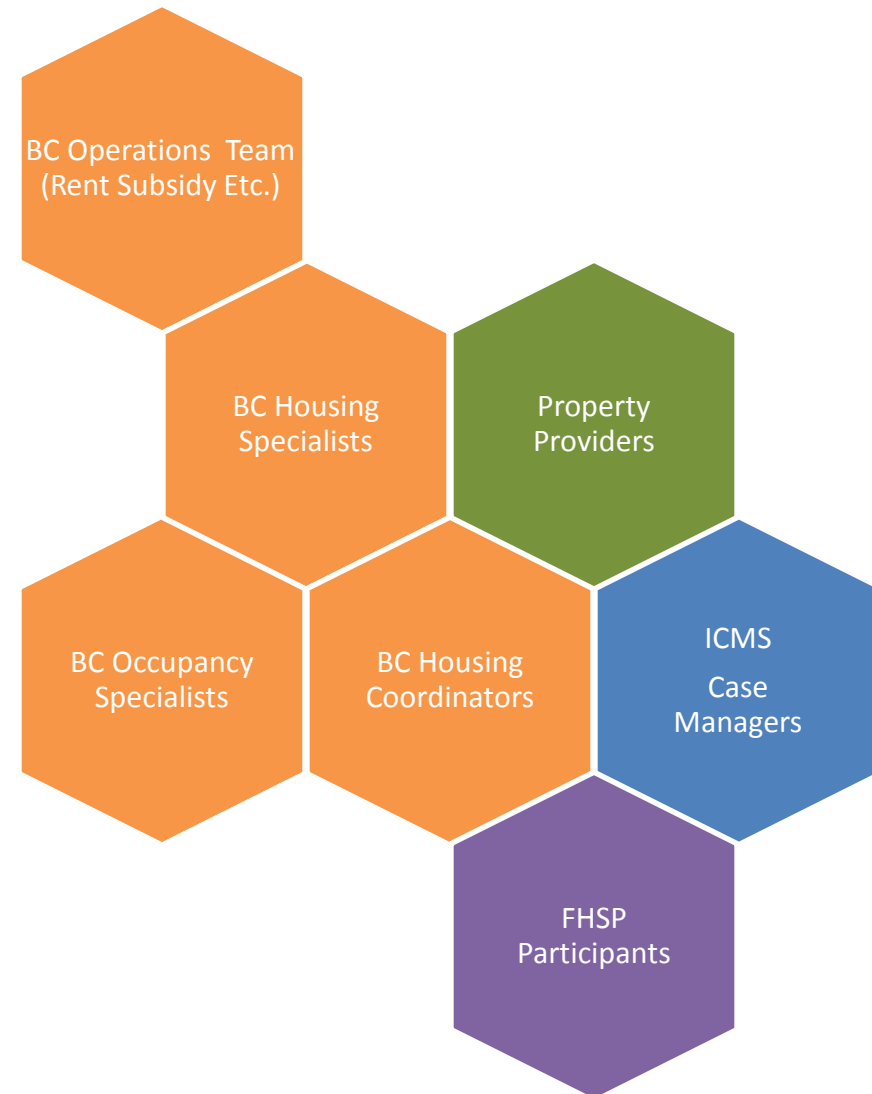 BC Operations  Team
(Rent Subsidy Etc.)
BC Housing
Specialists
Property
Providers
BC Occupancy
Specialists
BC Housing
Coordinators
ICMS
Case
Managers
FHSP
Participants